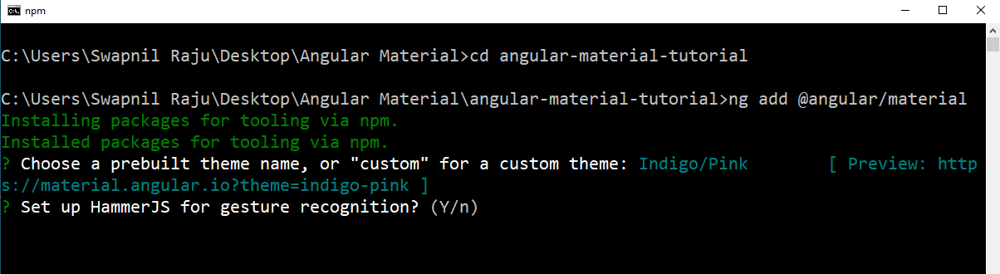 npm
C:\Users\Swapnil Raju\Desktop\Angular Material>cd angular-material-tutorial
C:\Users\Swapnil Raju\Desktop\Angular Material\angular-material-tutorial>ng add @angular/material
Installing packages for tooling via npm.
Installed packages for tooling via npm.
? Choose a prebuilt theme name, or "custom" for a custom theme: Indigo/Pink        [ Preview: http
s://material.angular.io?theme=indigo-pink ]
? Set up HammerJS for gesture recognition? (Y/n)